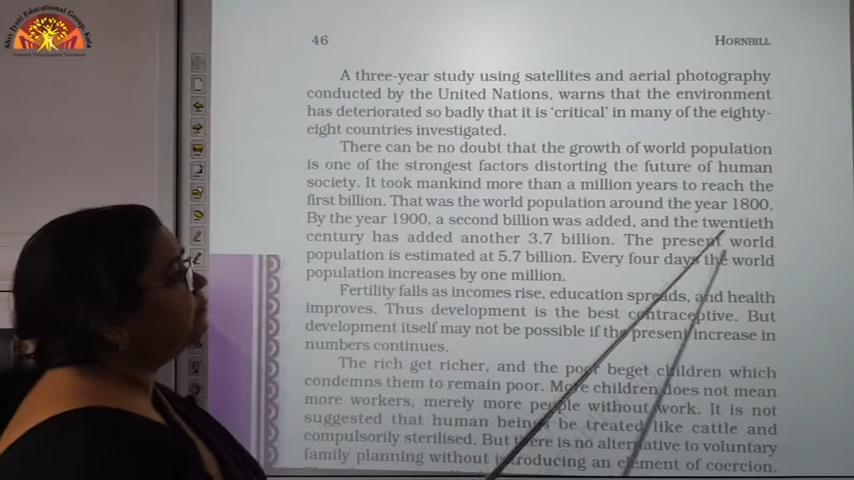 Shiv Jyoti Educational Group, Kota
46
HORNBILL
A three-year study using satellites and aerial photography
conducted by the United Nations, warns that the environment
has deteriorated so badly that it is 'critical' in many of the eighty-
eight countries investigated.
There can be no doubt that the growth of world population
is one of the strongest factors distorting the future of human
society. It took mankind more than a million years to reach the
first billion. That was the world population around the year 1800.
By the year 1900, a second billion was added, and the twentieth
century has added another 3.7 billion. The present world
population is estimated at 5.7 billion. Every four days the world
population increases by one million.
Fertility falls as incomes rise, education spreads, and health
improves. Thus development is the best contraceptive. But
development itself may not be possible if the present increase in
numbers continues.
The rich get richer, and the poor beget children which
condemns them to remain poor. More children does not mean
more workers, merely more people without work. It is not
suggested that human beings be treated like cattle and
compulsorily sterilised. But there is no alternative to voluntary
family planning without introducing an element of coercion.